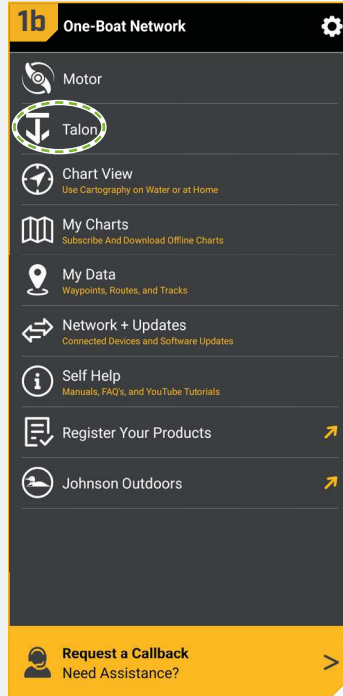 1b
One-Boat Network
Motor
Talon
Chart View
Use Cartography on Water or at Home
My Charts
Subscribe And Download Offline Charts
My Data
Waypoints, Routes, and Tracks
Network + Updates
Connected Devices and Software Updates
Self Help
Manuals, FAQ's, and YouTube Tutorials
Register Your Products
Johnson Outdoors
Request a Callback
Need Assistance?